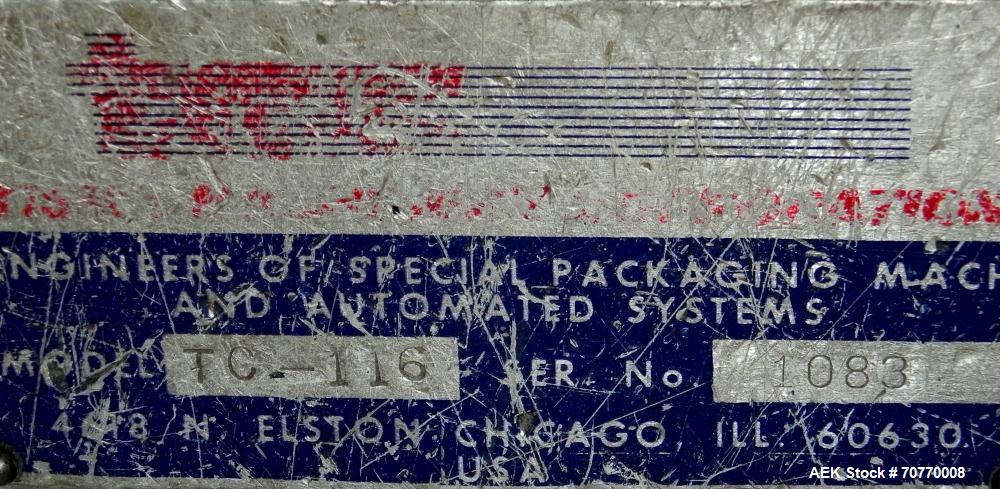 NGINEERS OF SPECIAL PACKAGING MACH
AND AUTOMATED SYSTEMS
MODEL TC-116 SER. No. 1083
N. ELSTON, CHICAGO, ILL. 60630
USA
AEK Stock # 70770008